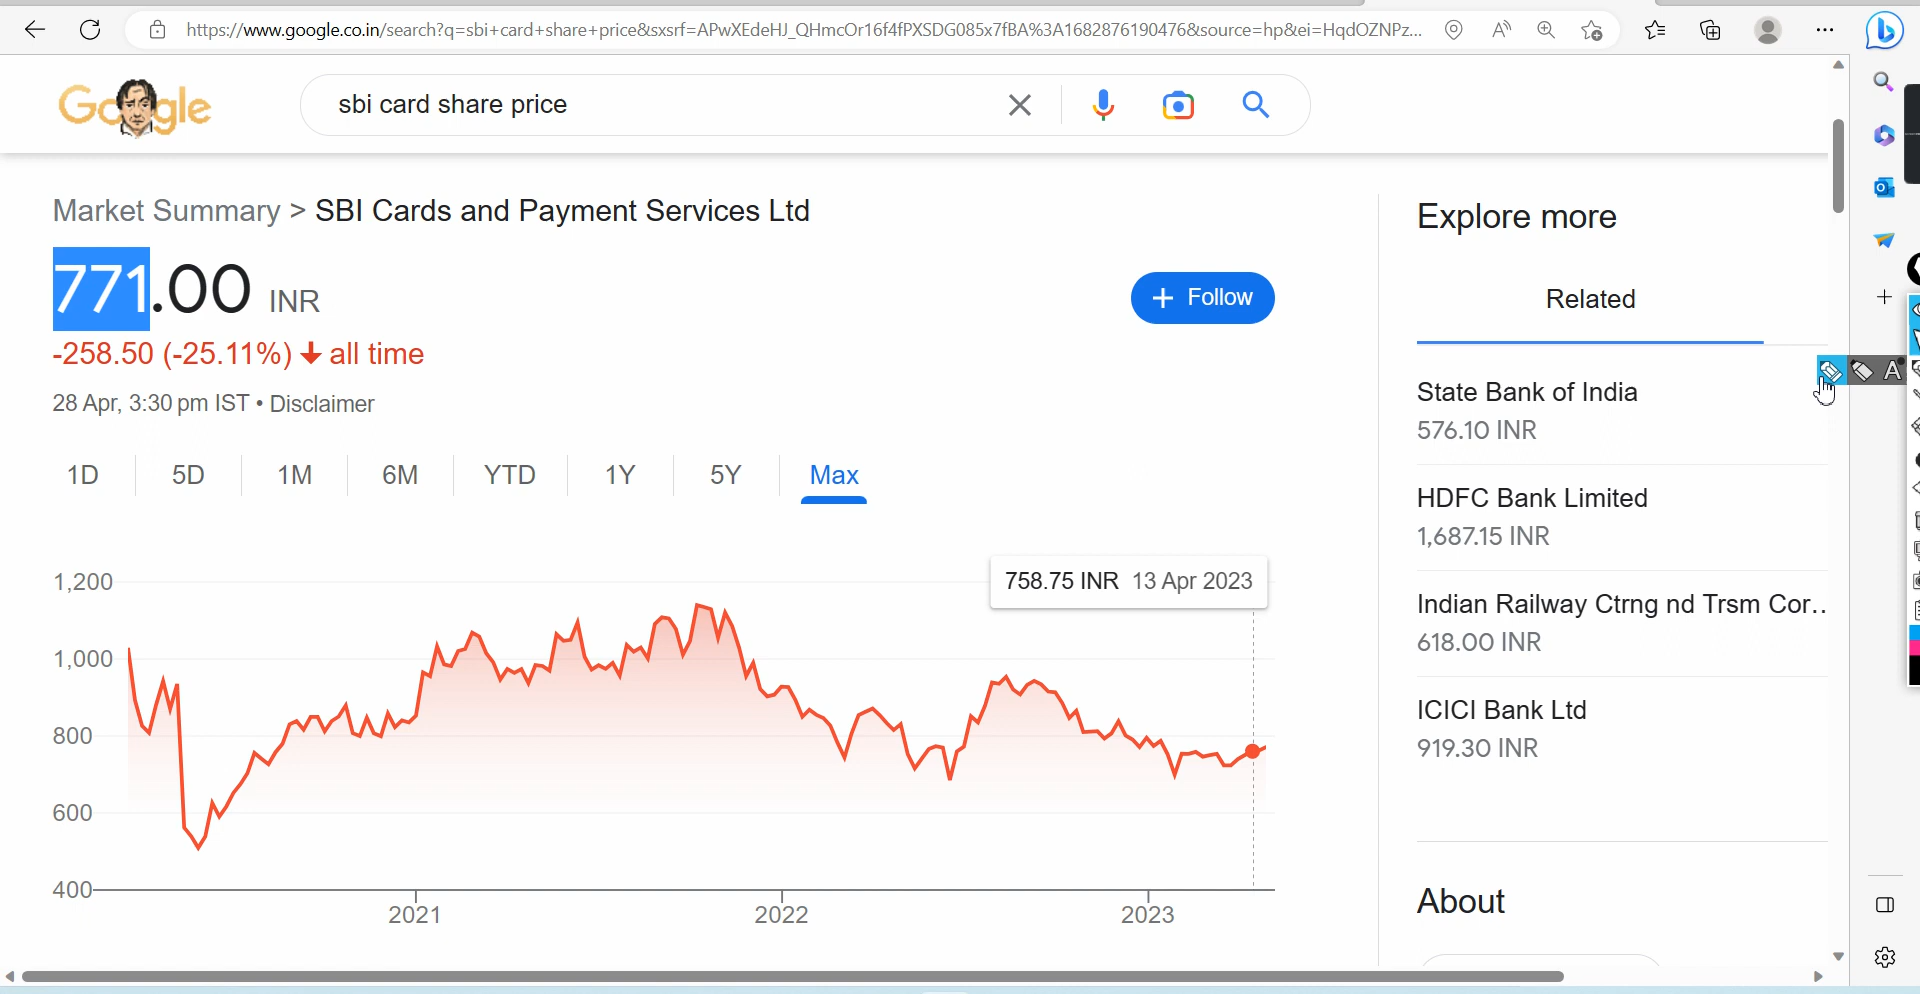 https://www.google.co.in/search?q=sbi+card+share+price&sxsrf=APwXEdeHJ_QHmcOr16f4fPXSDG085x7fBA%3A1682876190476&source=hp&ei=HqdOZNPz...
Google
sbi card share price
Market Summary > SBI Cards and Payment Services Ltd
771.00 INR
+ Follow
-258.50 (-25.11%) all time
28 Apr, 3:30 pm IST • Disclaimer
1D 5D 1M 6M YTD 1Y 5Y Max
758.75 INR 13 Apr 2023
1,200
1,000
800
600
400
2021 2022 2023
Explore more
Related
State Bank of India
576.10 INR
HDFC Bank Limited
1,687.15 INR
Indian Railway Ctrng nd Trsm Cor..
618.00 INR
ICICI Bank Ltd
919.30 INR
About
A